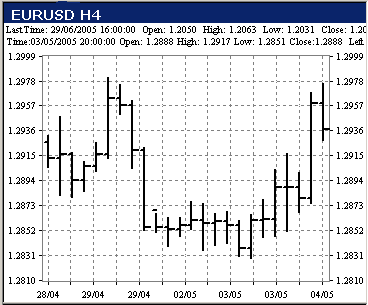 EURUSD H4
Last Time: 29/06/2005 16:00:00 Open: 1.2050 High: 1.2063 Low: 1.2031 Close: 1.20
Time:03/05/2005 20:00:00 Open: 1.2888 High: 1.2917 Low: 1.2851 Close:1.2888 Left
1.2999 1.2999
1.2978 1.2978
1.2957 1.2957
1.2936 1.2936
1.2915 1.2915
1.2894 1.2894
1.2873 1.2873
1.2852 1.2852
1.2831 1.2831
1.2810 1.2810
28/04 29/04 29/04 02/05 03/05 03/05 04/05